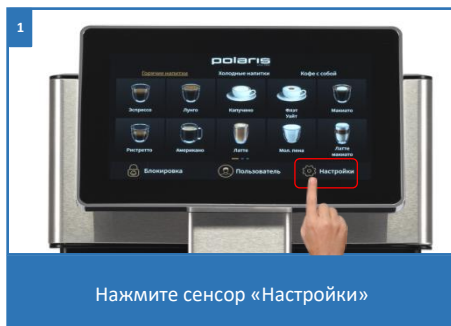 1
polaris
Горячие напитки Холодные напитки Кофе с собой
Эспрессо Лунго Капучино Флэт Уайт Макиато
Ристретто Американо Латте Мол. пена Латте макиато
Блокировка Пользователь Настройки
Нажмите сенсор «Настройки»